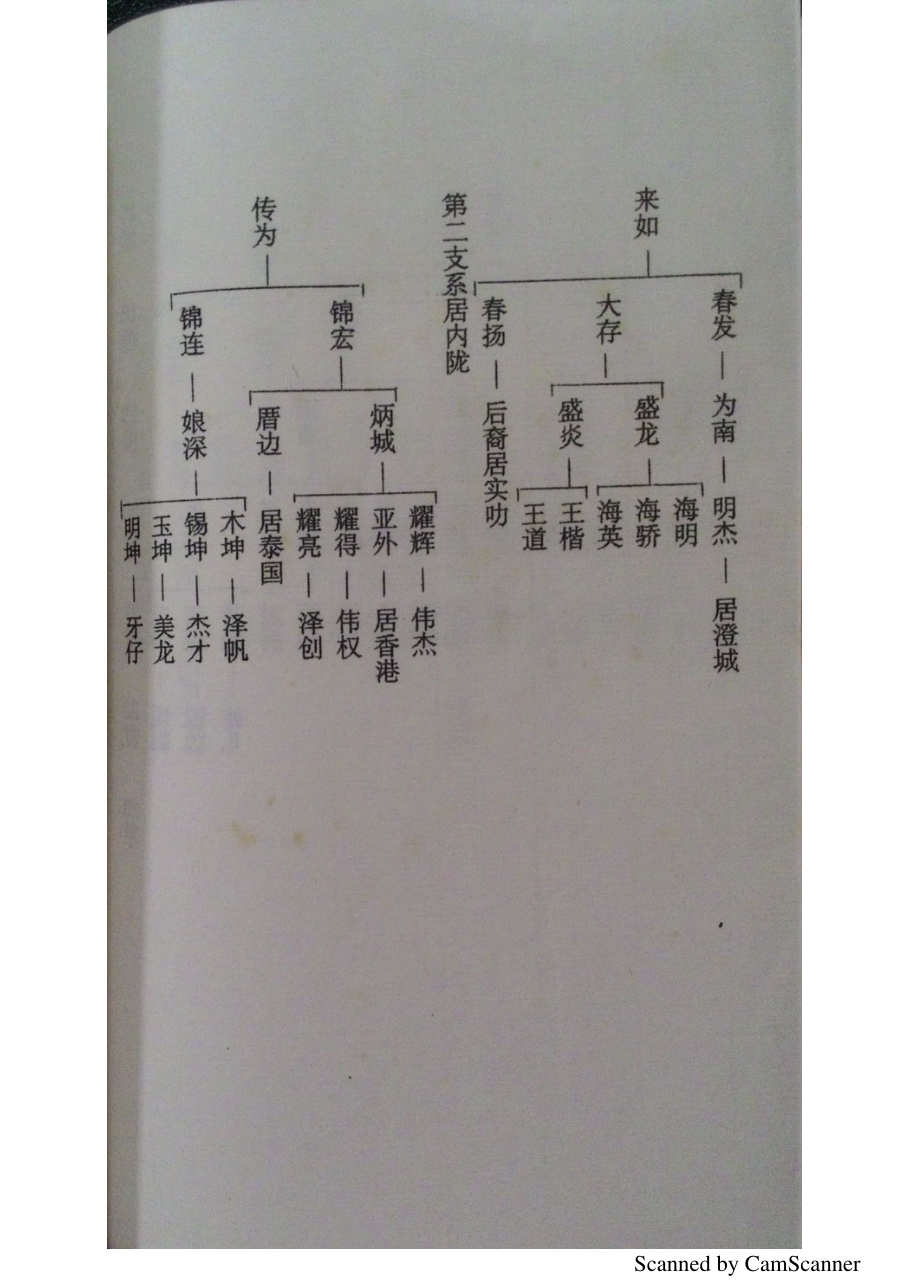 来如
春发
为南
明杰
居澄城
大存
盛龙
海明
海骄
海英
盛炎
王楷
王道
春扬
后裔居实叻
第二支系居内陇
传为
锦宏
炳城
耀辉
伟杰
亚外
居香港
耀得
伟权
耀亮
泽创
厝边
居泰国
锦连
娘深
木坤
泽帆
锡坤
杰才
玉坤
美龙
明坤
牙仔
Scanned by CamScanner